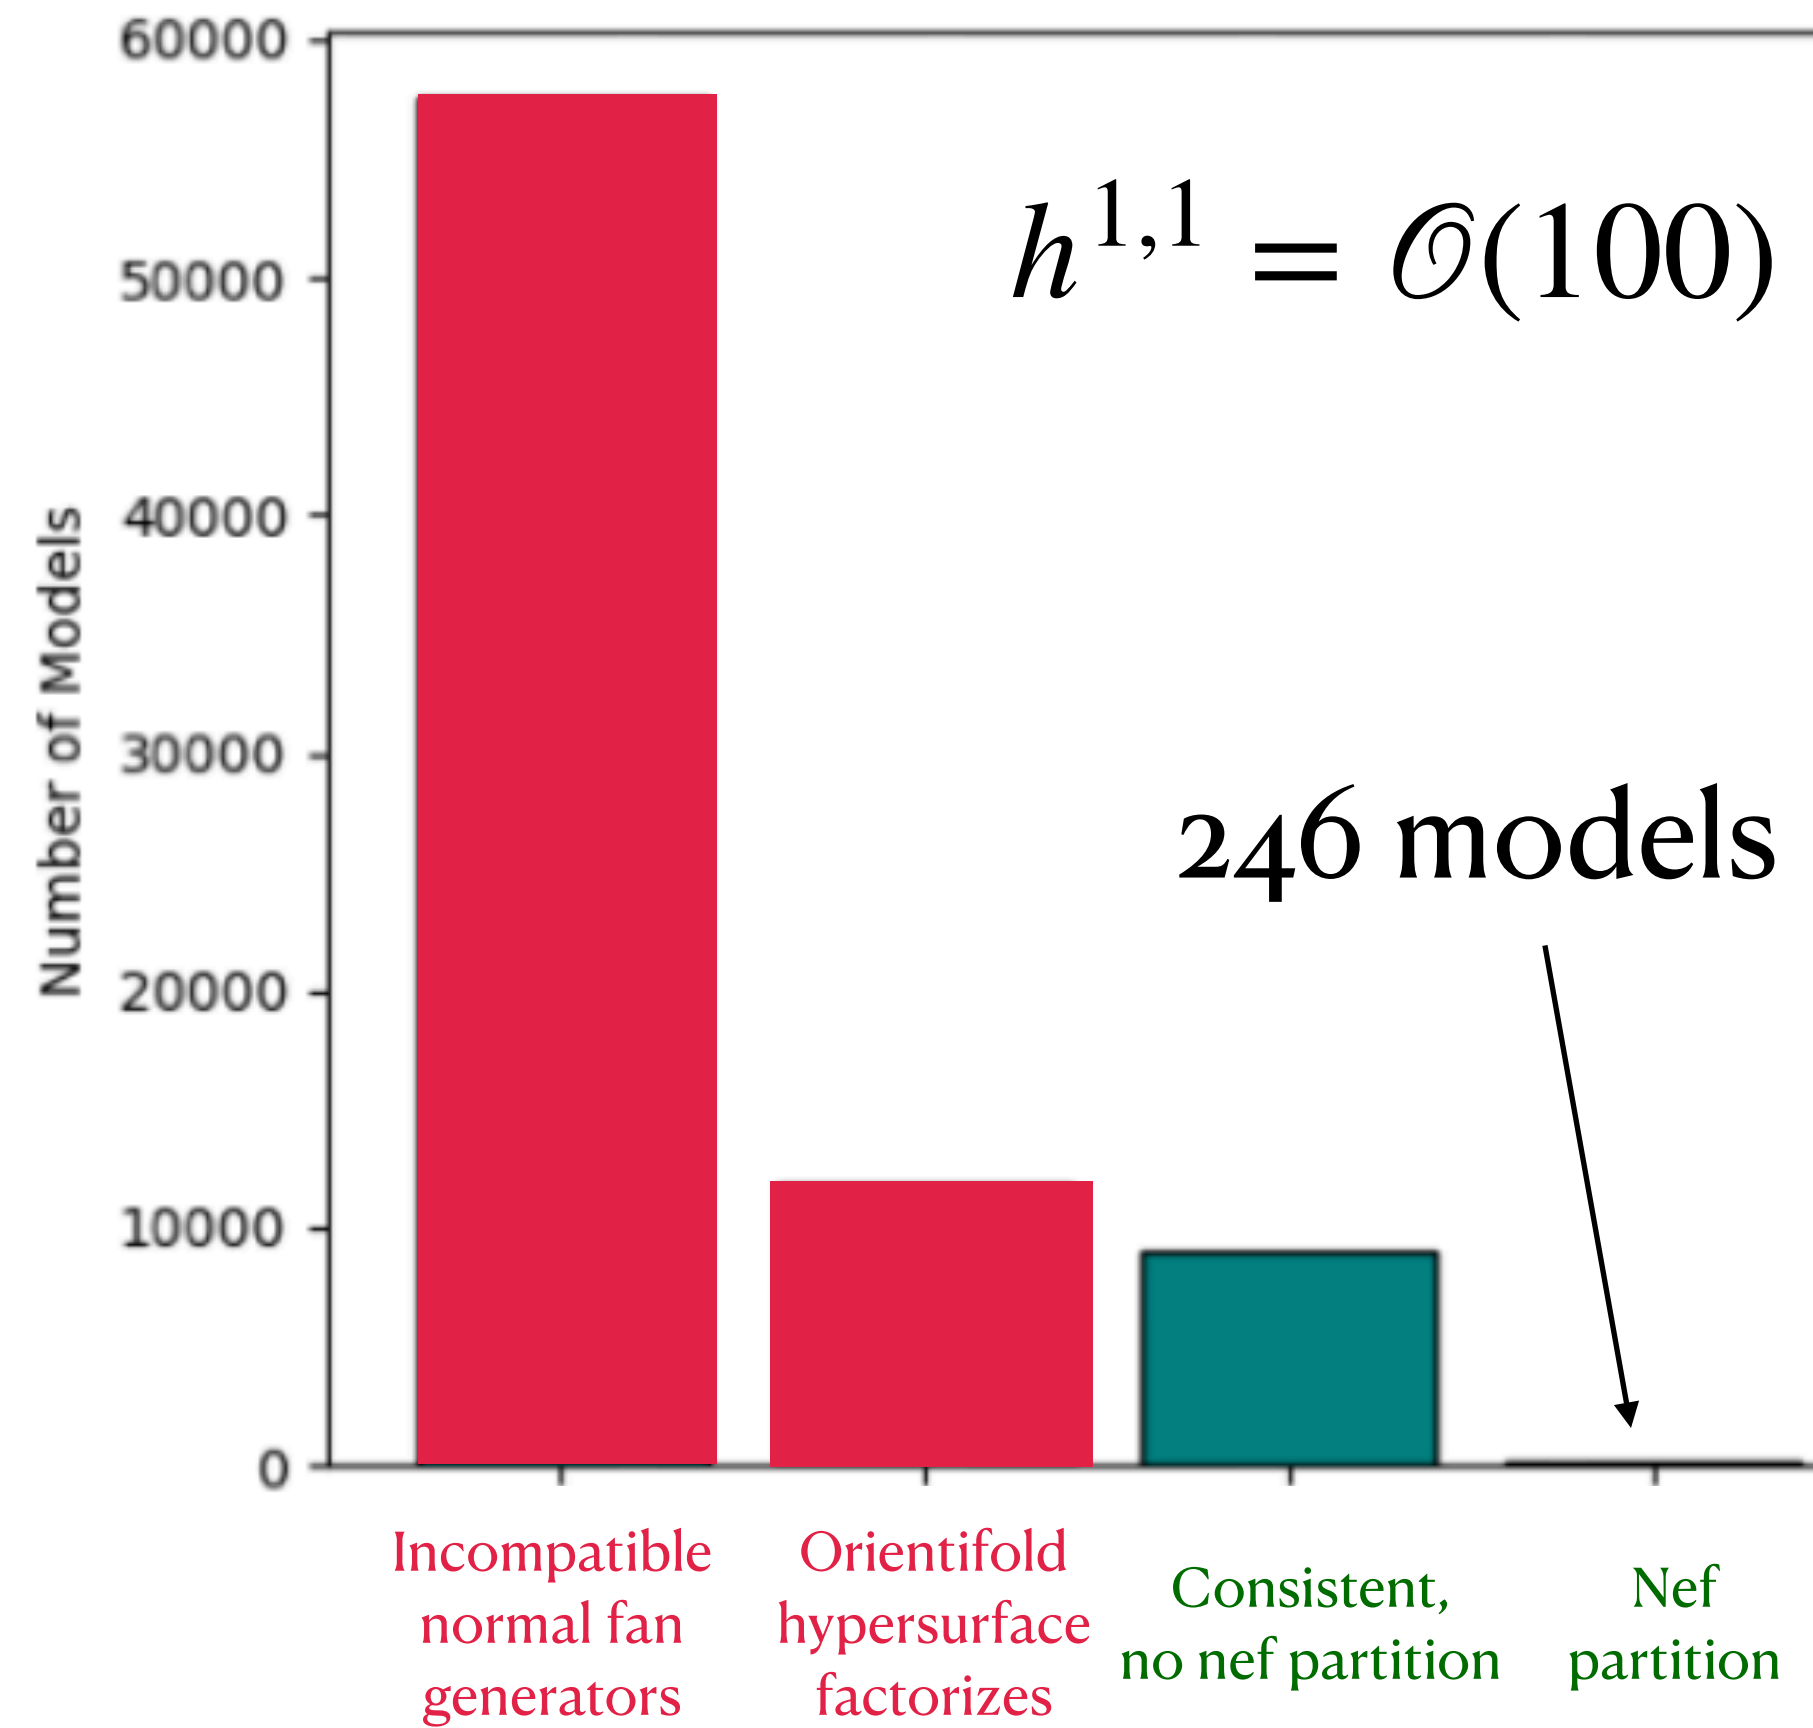 60000
50000
40000
30000
20000
10000
0
Number of Models
h^{1,1} = 𝒪(100)
246 models
Incompatible
normal fan
generators
Orientifold
hypersurface
factorizes
Consistent,
no nef partition
Nef
partition